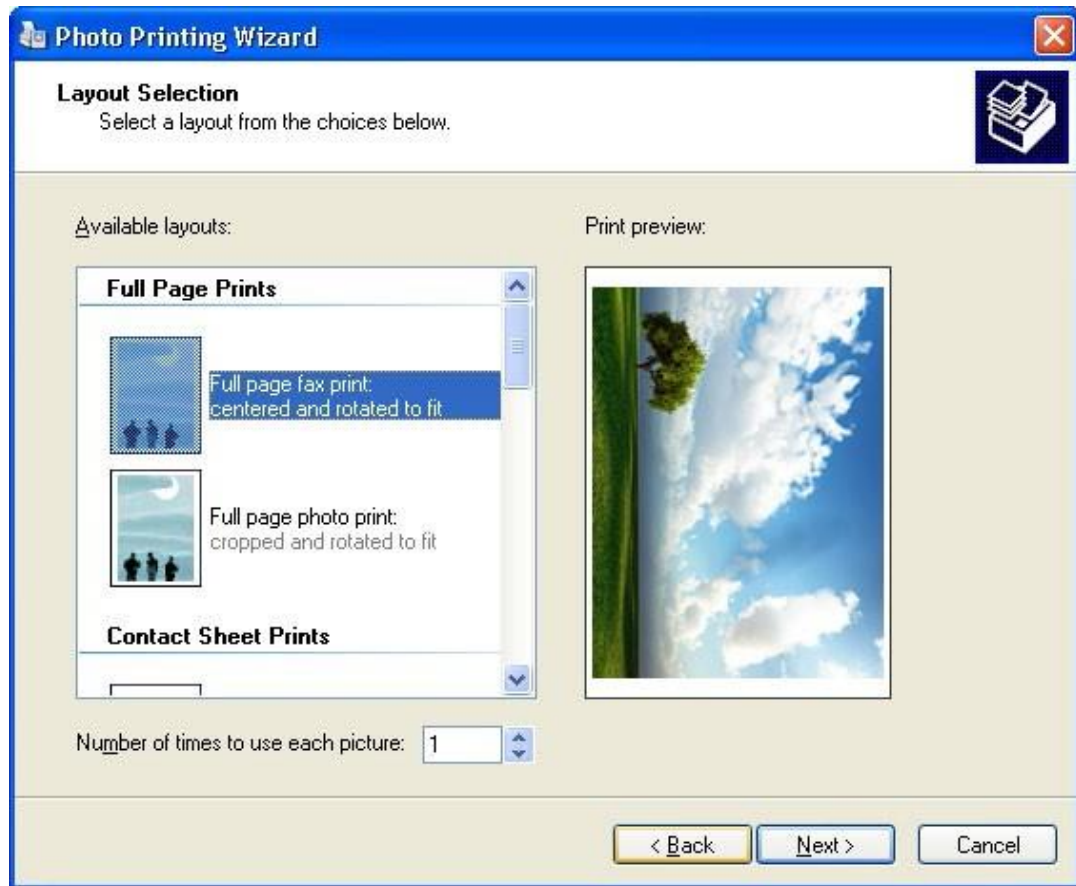 Photo Printing Wizard
Layout Selection
Select a layout from the choices below.
Available layouts:
Print preview:
Full Page Prints
Full page fax print:
centered and rotated to fit
Full page photo print:
cropped and rotated to fit
Contact Sheet Prints
Number of times to use each picture: 1
< Back Next > Cancel